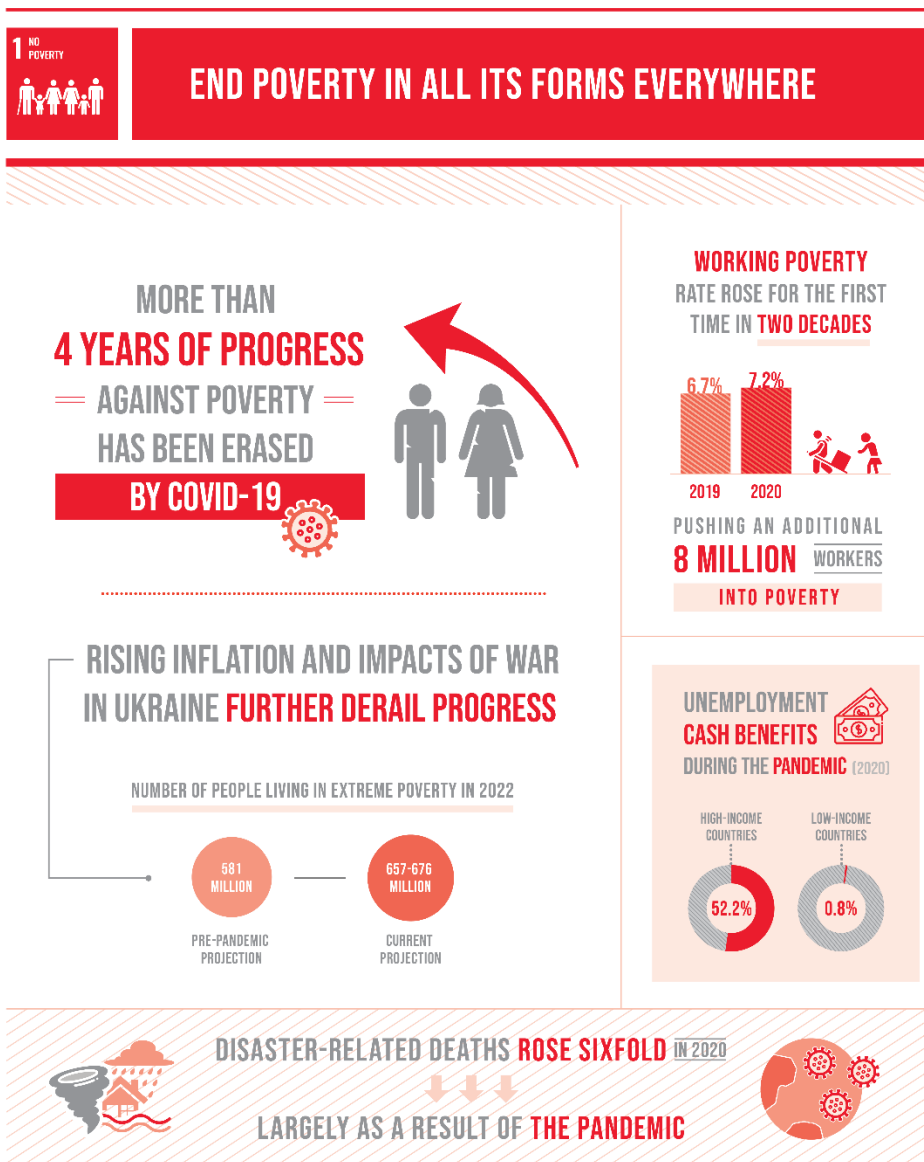 1 NO
POVERTY
END POVERTY IN ALL ITS FORMS EVERYWHERE
MORE THAN
4 YEARS OF PROGRESS
AGAINST POVERTY
HAS BEEN ERASED
BY COVID-19
RISING INFLATION AND IMPACTS OF WAR
IN UKRAINE FURTHER DERAIL PROGRESS
NUMBER OF PEOPLE LIVING IN EXTREME POVERTY IN 2022
581
MILLION
657-676
MILLION
PRE-PANDEMIC
PROJECTION
CURRENT
PROJECTION
WORKING POVERTY
RATE ROSE FOR THE FIRST
TIME IN TWO DECADES
6.7% 7.2%
2019 2020
PUSHING AN ADDITIONAL
8 MILLION WORKERS
INTO POVERTY
UNEMPLOYMENT
CASH BENEFITS
DURING THE PANDEMIC (2020)
HIGH-INCOME
COUNTRIES
LOW-INCOME
COUNTRIES
52.2% 0.8%
DISASTER-RELATED DEATHS ROSE SIXFOLD IN 2020
LARGELY AS A RESULT OF THE PANDEMIC